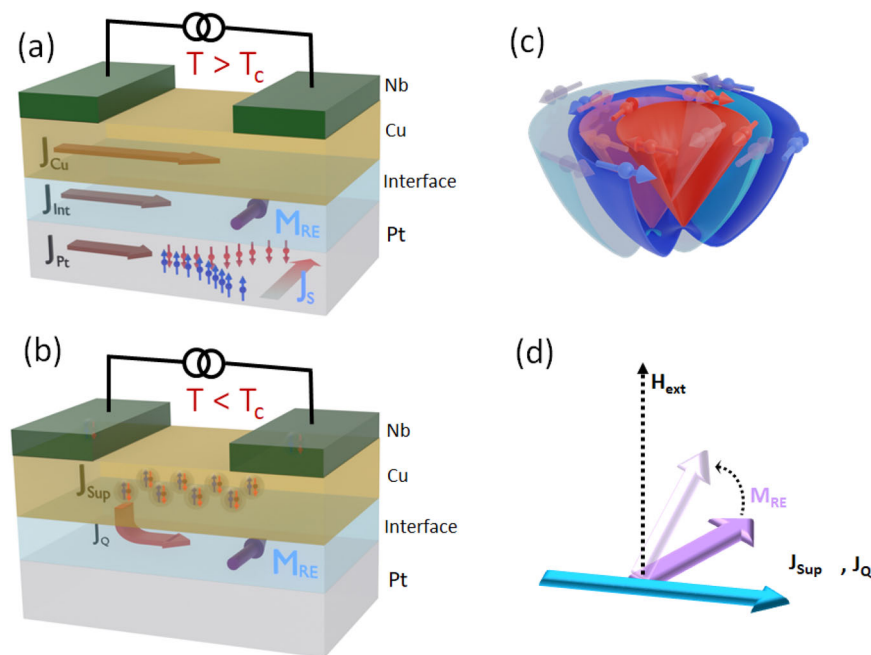 (a)
T > Tc
Nb
Cu
JCu
Interface
JInt
MRE
Pt
JPt
JS
(b)
T < Tc
Nb
Cu
JSup
Interface
JQ
MRE
Pt
(c)
(d)
Hext
MRE
JSup , JQ